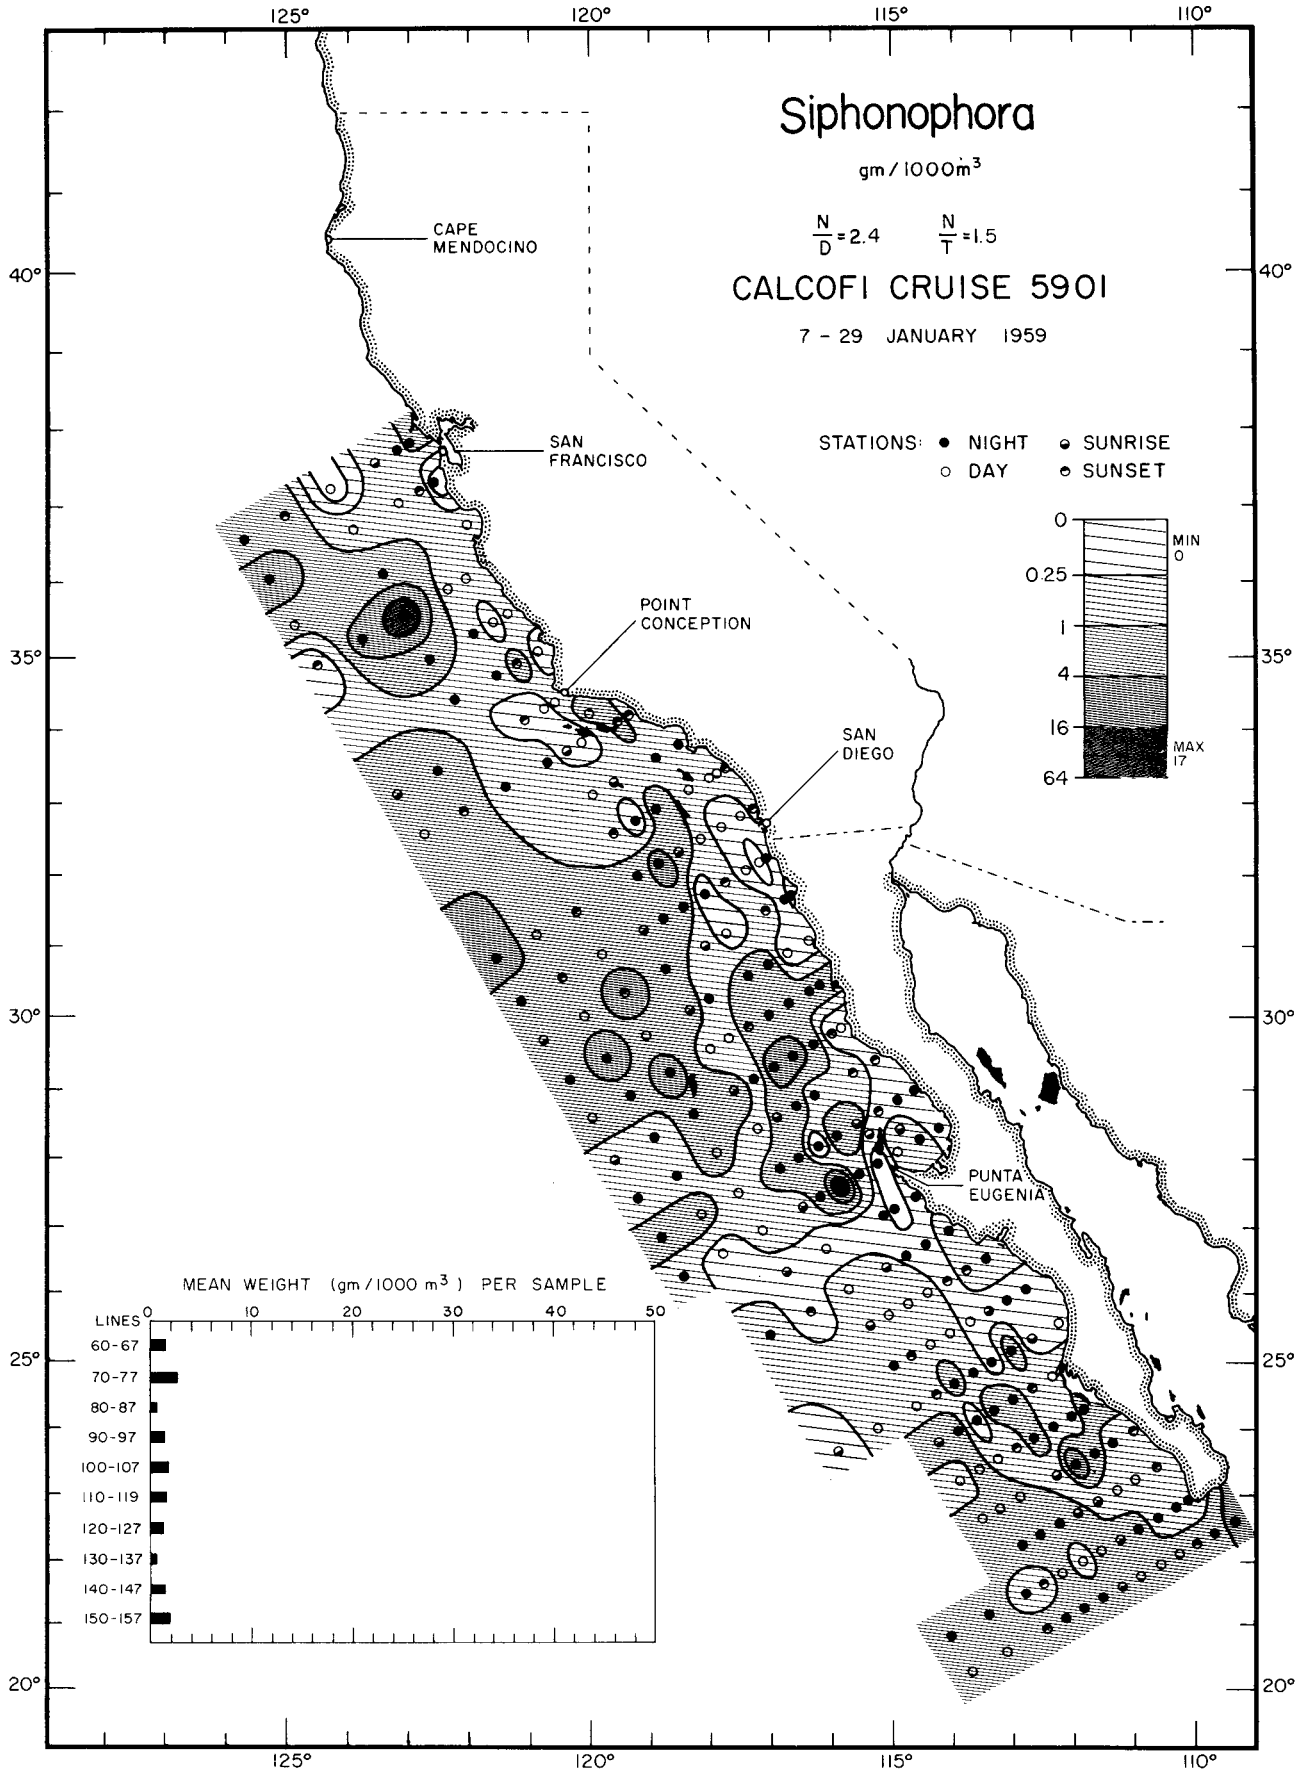 125° 120° 115° 110°
Siphonophora
gm/1000m³
N/D=2.4 N/T=1.5
CALCOFI CRUISE 5901
7 - 29 JANUARY 1959
CAPE
MENDOCINO
40° 40°
STATIONS: ● NIGHT SUNRISE
○ DAY SUNSET
SAN
FRANCISCO
0
MIN
0
0.25
1
4
16
MAX
17
64
POINT
CONCEPTION
35° 35°
SAN
DIEGO
30° 30°
PUNTA
EUGENIA
MEAN WEIGHT (gm/1000 m³) PER SAMPLE
0 10 20 30 40 50
LINES
60-67
70-77
80-87
90-97
100-107
110-119
120-127
130-137
140-147
150-157
25° 25°
20° 20°
125° 120° 115° 110°